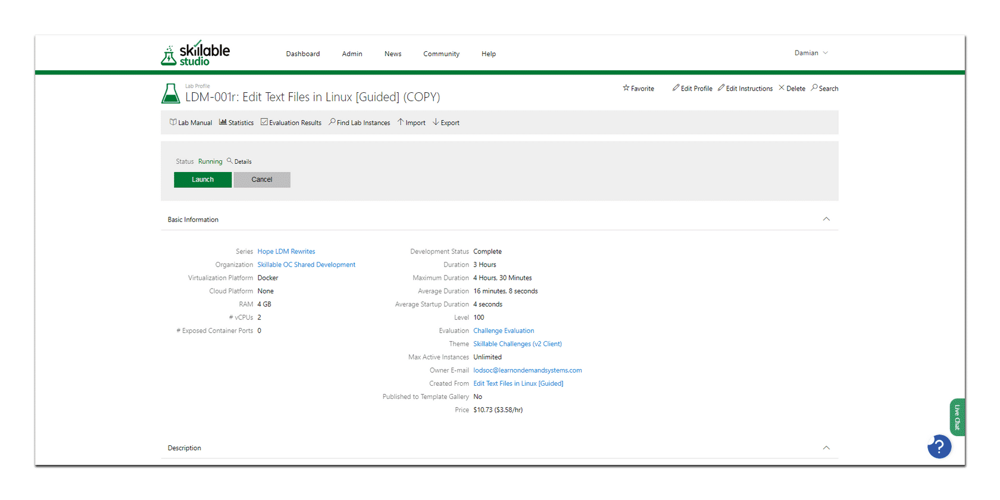 skillable studio
Dashboard Admin News Community Help
Damian
Lab Profile
LDM-001r: Edit Text Files in Linux [Guided] (COPY)
Favorite Edit Profile Edit Instructions Delete Search
Lab Manual Statistics Evaluation Results Find Lab Instances Import Export
Status Running Details
Launch Cancel
Basic Information
Series Hope LDM Rewrites
Organization Skillable OC Shared Development
Virtualization Platform Docker
Cloud Platform None
RAM 4 GB
# vCPUs 2
# Exposed Container Ports 0
Development Status Complete
Duration 3 Hours
Maximum Duration 4 Hours, 30 Minutes
Average Duration 16 minutes, 8 seconds
Average Startup Duration 4 seconds
Level 100
Evaluation Challenge Evaluation
Theme Skillable Challenges (v2 Client)
Max Active Instances Unlimited
Owner E-mail lodsoc@learnondemandsystems.com
Created From Edit Text Files in Linux [Guided]
Published to Template Gallery No
Price $10.73 ($3.58/hr)
Live Chat
?
Description